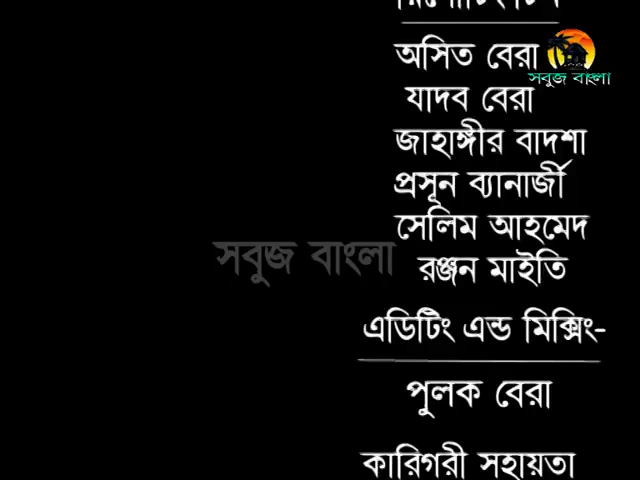 অসিত বেরা
সবুজ বাংলা
যাদব বেরা
জাহাঙ্গীর বাদশা
প্রসূন ব্যানার্জী
সেলিম আহমেদ
সবুজ বাংলা
রঞ্জন মাইতি
এডিটিং এন্ড মিক্সিং-
পুলক বেরা
কারিগরী সহায়তা